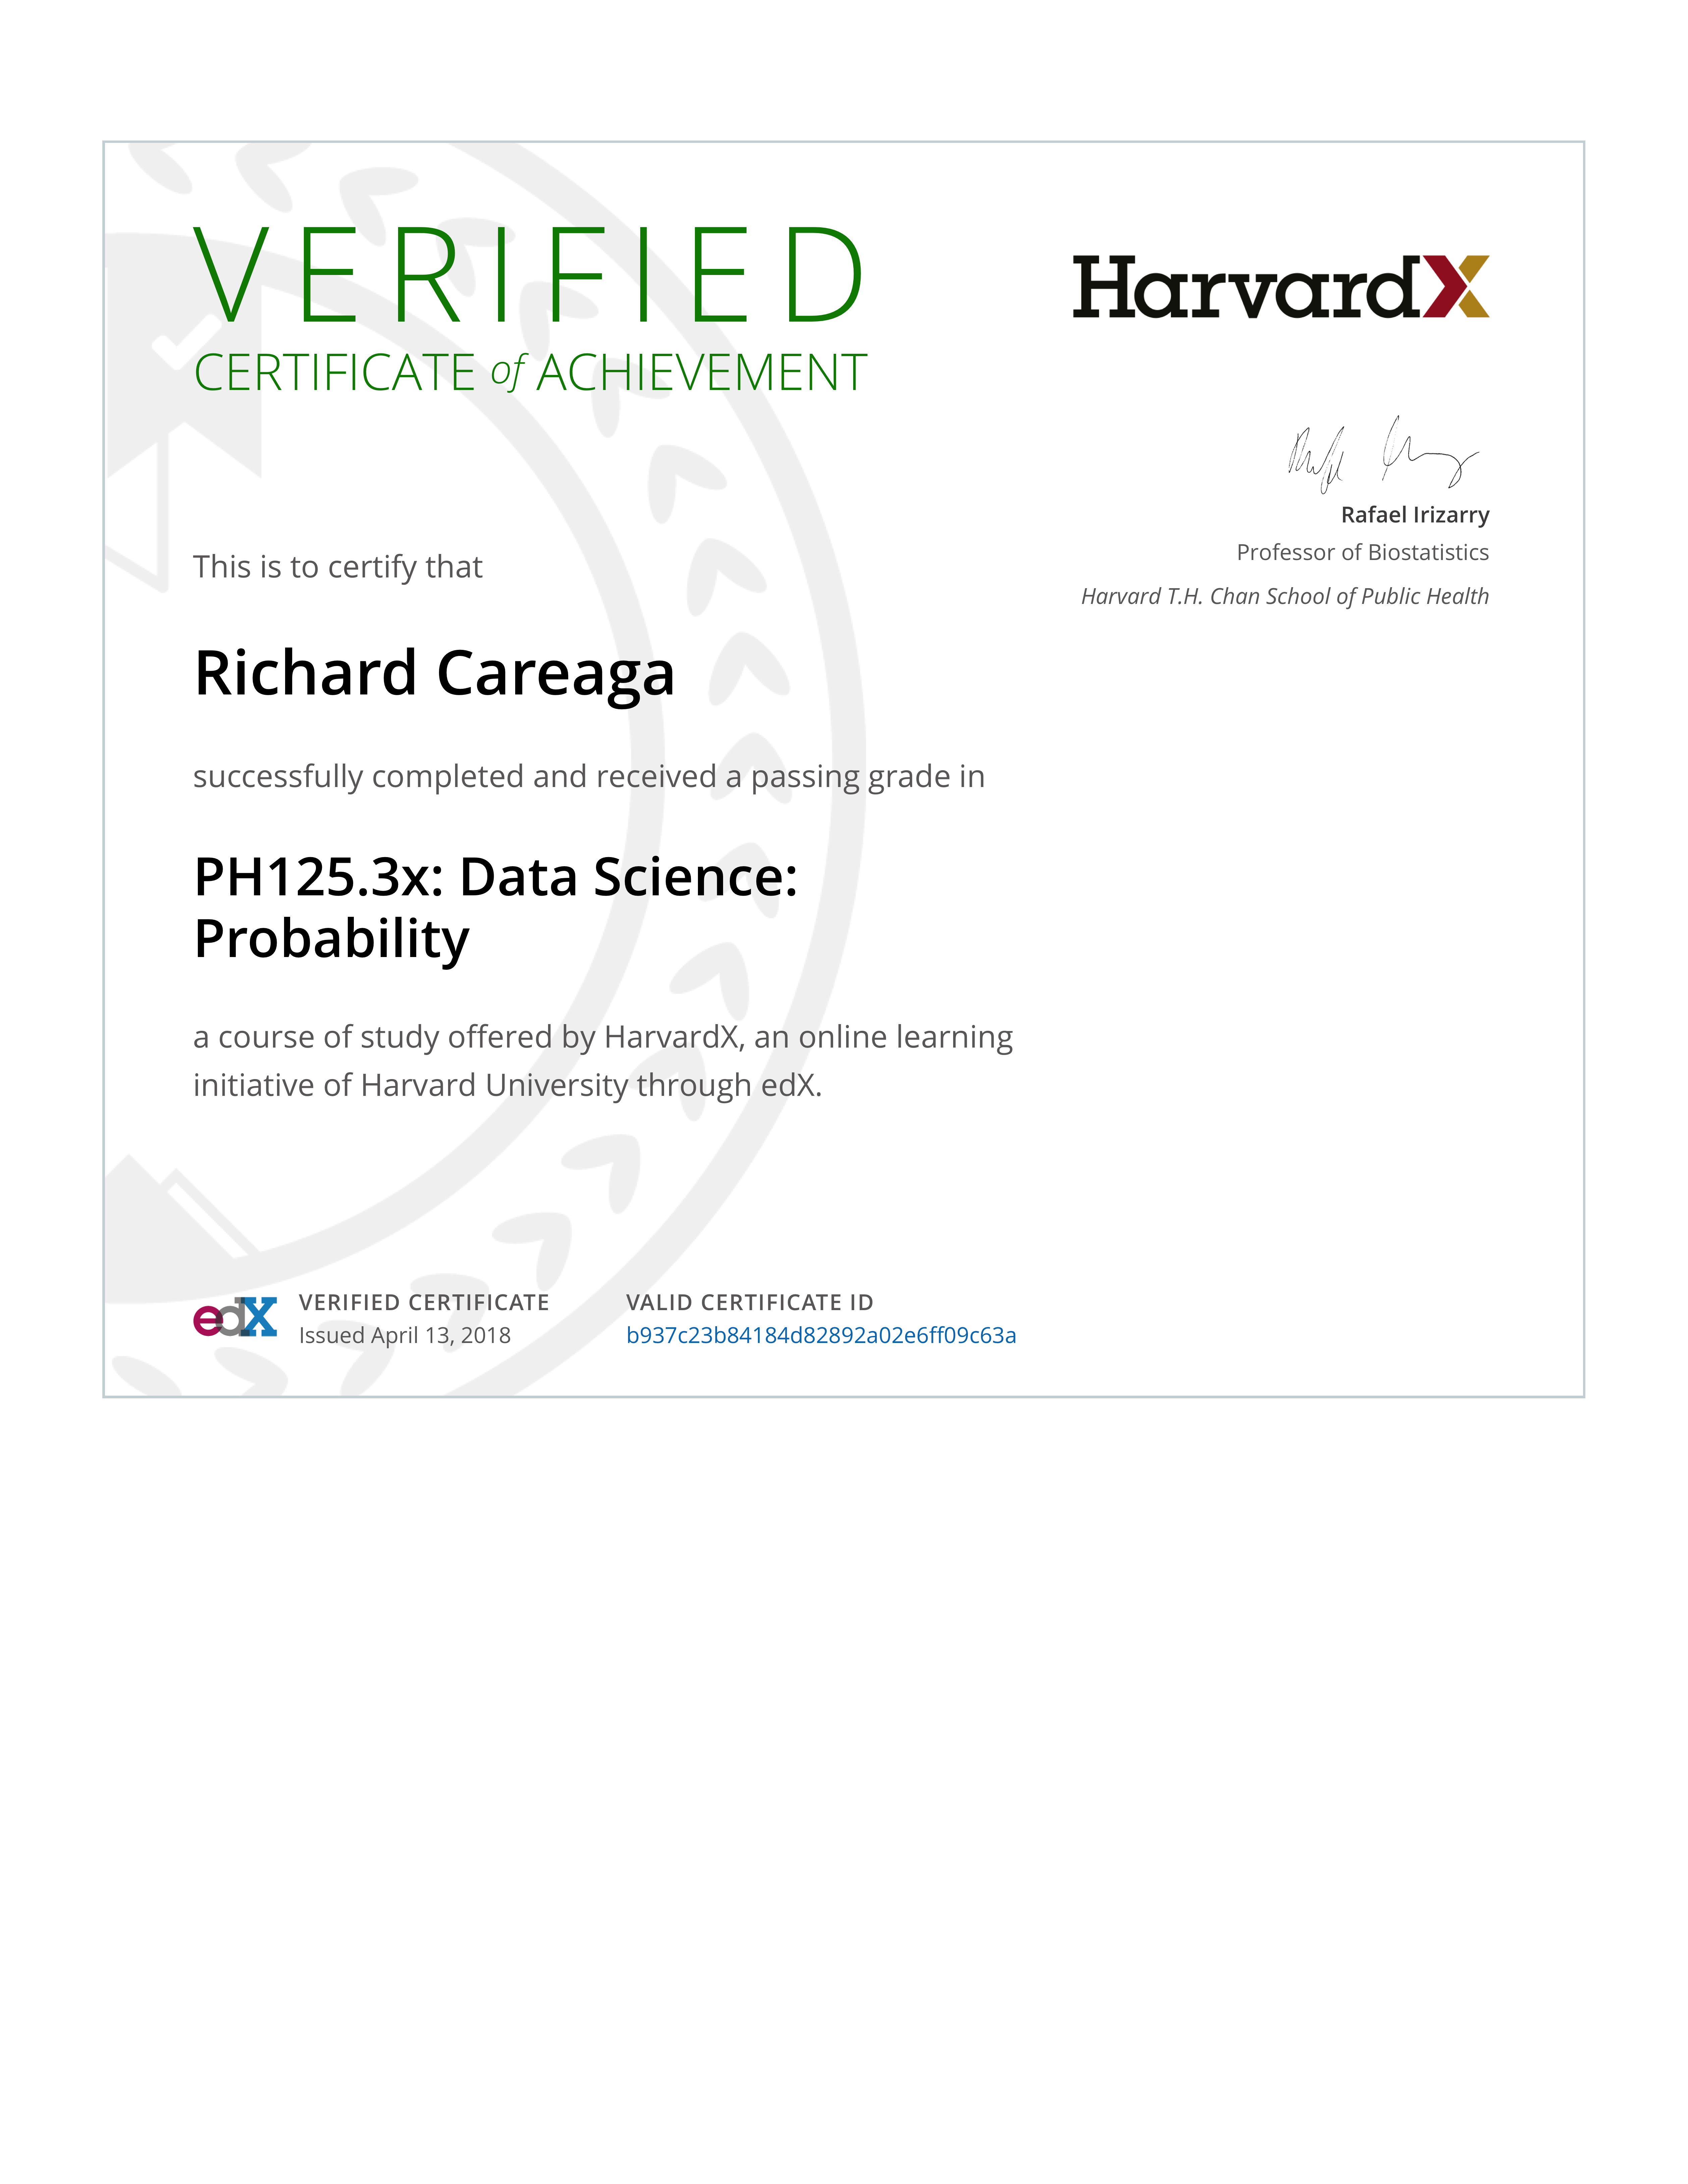 VERIFIED
CERTIFICATE of ACHIEVEMENT
HarvardX
Rafael Irizarry
Professor of Biostatistics
Harvard T.H. Chan School of Public Health
This is to certify that
Richard Careaga
successfully completed and received a passing grade in
PH125.3x: Data Science:
Probability
a course of study offered by HarvardX, an online learning
initiative of Harvard University through edX.
edX
VERIFIED CERTIFICATE
Issued April 13, 2018
VALID CERTIFICATE ID
b937c23b84184d82892a02e6ff09c63a